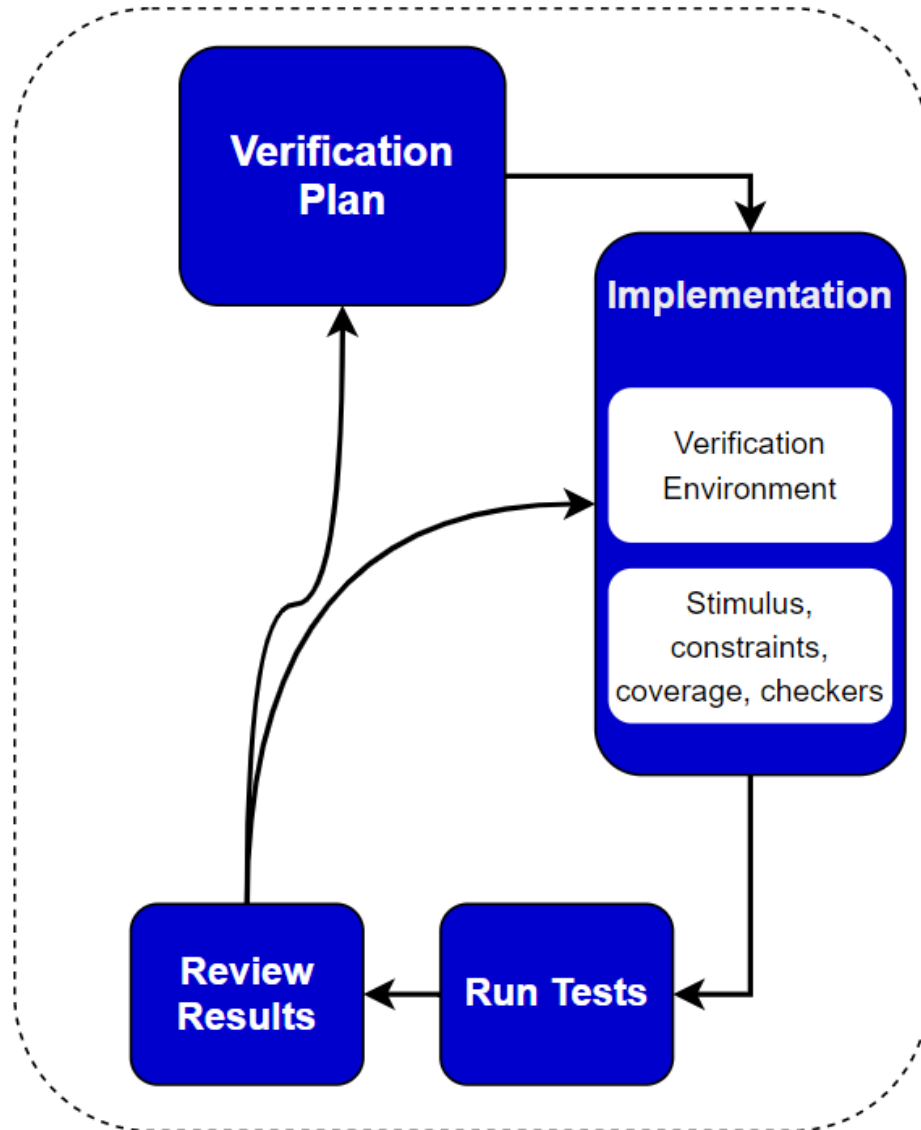 Verification
Plan
Implementation
Verification
Environment
Stimulus,
constraints,
coverage, checkers
Review
Results
Run Tests